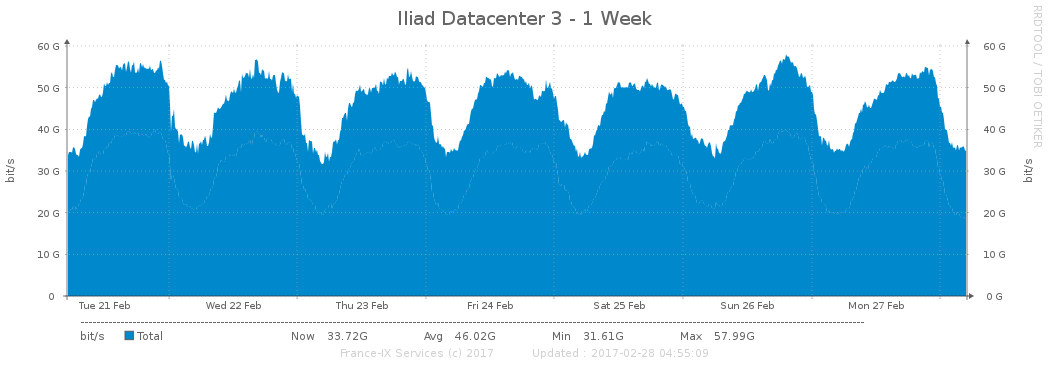 Iliad Datacenter 3 - 1 Week
RRDTOOL / TOBI OETIKER
60 G 60 G
50 G 50 G
40 G 40 G
30 G 30 G
20 G 20 G
10 G 10 G
0 0 G
bit/s
bit/s
Tue 21 Feb Wed 22 Feb Thu 23 Feb Fri 24 Feb Sat 25 Feb Sun 26 Feb Mon 27 Feb
bit/s Total Now 33.72G Avg 46.02G Min 31.61G Max 57.99G
France-IX Services (c) 2017 Updated : 2017-02-28 04:55:09